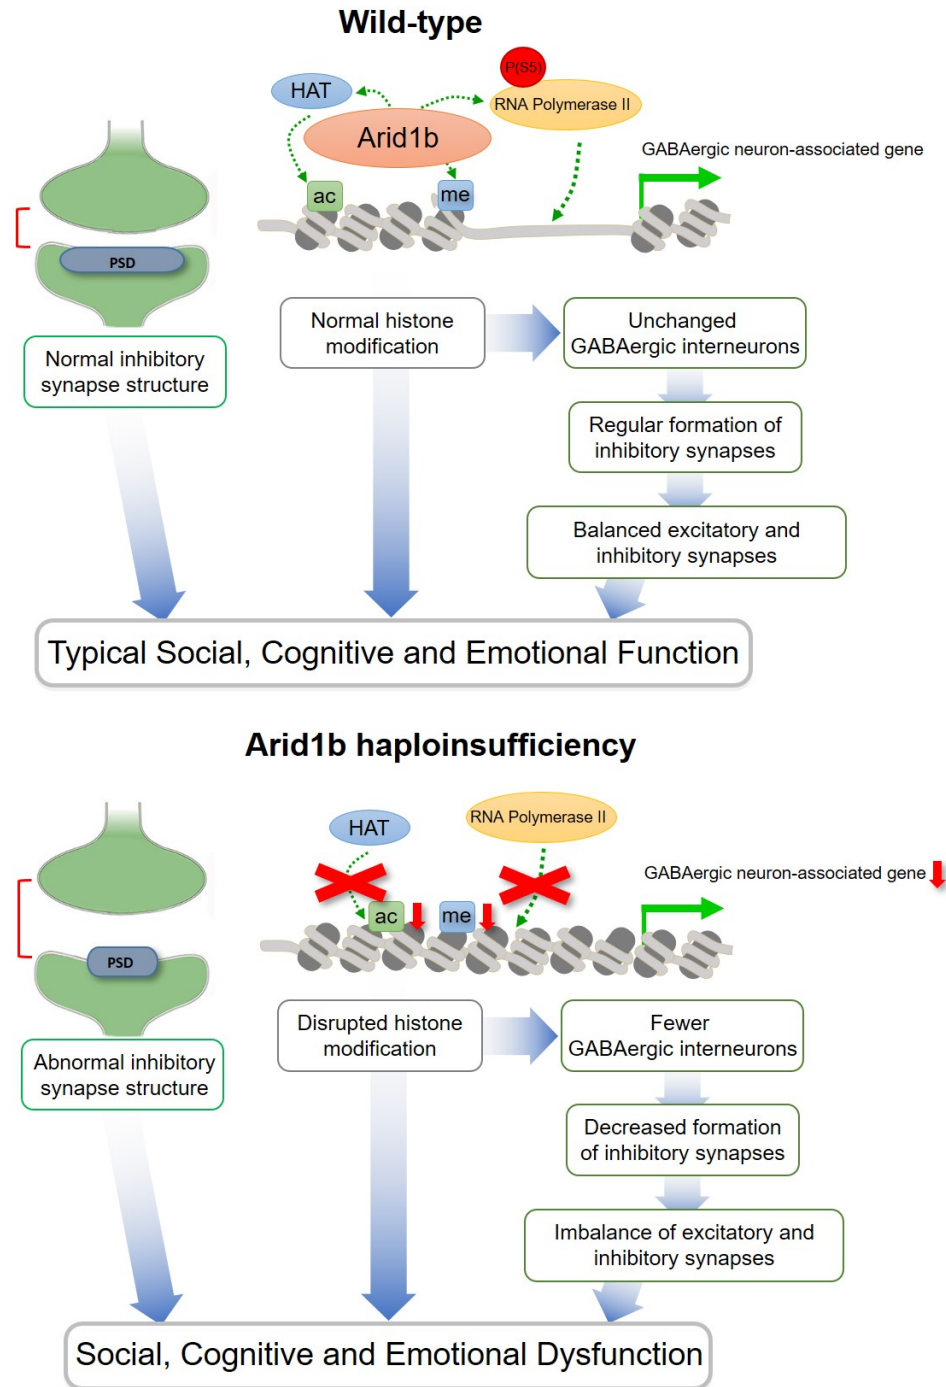 Wild-type
P(S5)
HAT
RNA Polymerase II
Arid1b
GABAergic neuron-associated gene
ac
me
PSD
Normal inhibitory
synapse structure
Normal histone
modification
Unchanged
GABAergic interneurons
Regular formation of
inhibitory synapses
Balanced excitatory and
inhibitory synapses
Typical Social, Cognitive and Emotional Function
Arid1b haploinsufficiency
HAT
RNA Polymerase II
GABAergic neuron-associated gene
ac
me
PSD
Abnormal inhibitory
synapse structure
Disrupted histone
modification
Fewer
GABAergic interneurons
Decreased formation
of inhibitory synapses
Imbalance of excitatory and
inhibitory synapses
Social, Cognitive and Emotional Dysfunction